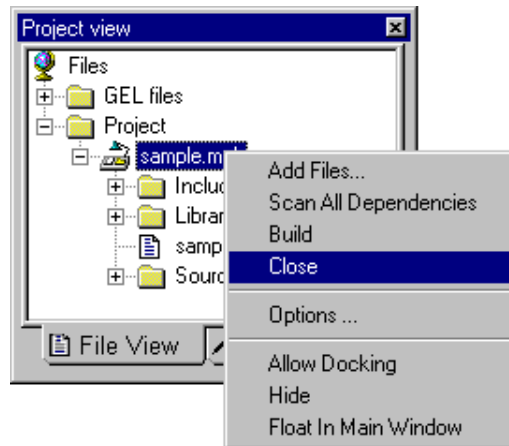 Project view
Files
GEL files
Project
Add Files...
Scan All Dependencies
Build
Close
Options ...
File View
Allow Docking
Hide
Float In Main Window